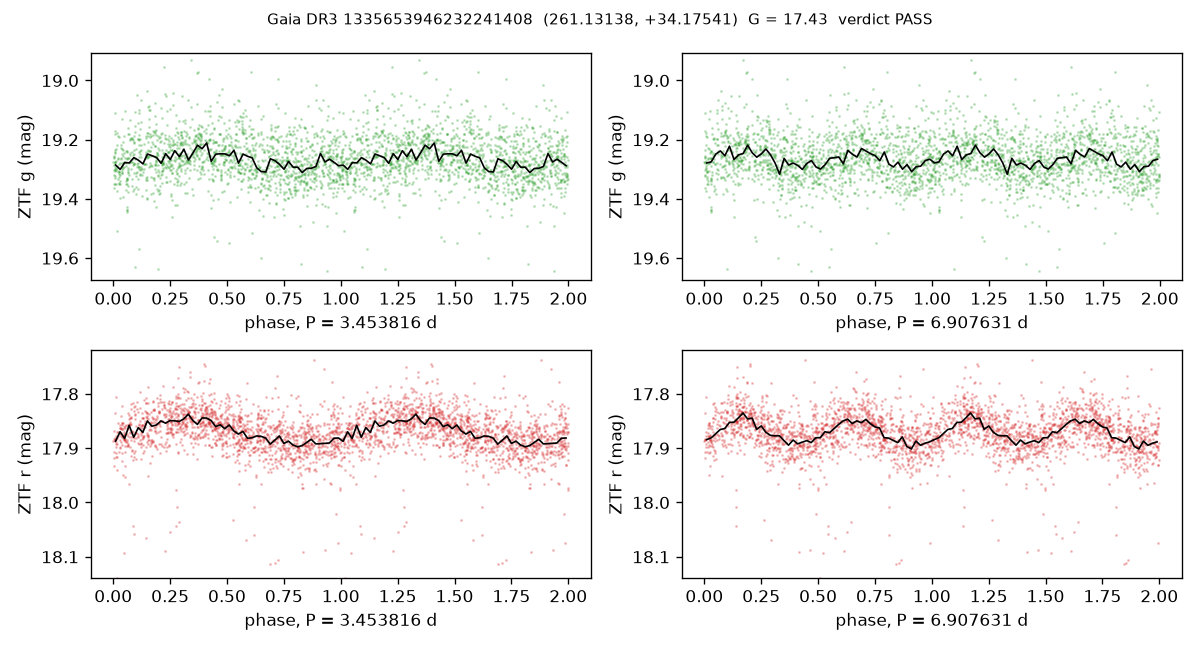 Gaia DR3 1335653946232241408 (261.13138, +34.17541) G = 17.43 verdict PASS
ZTF g (mag)
19.0
19.2
19.4
19.6
0.00 0.25 0.50 0.75 1.00 1.25 1.50 1.75 2.00
phase, P = 3.453816 d
ZTF g (mag)
19.0
19.2
19.4
19.6
0.00 0.25 0.50 0.75 1.00 1.25 1.50 1.75 2.00
phase, P = 6.907631 d
ZTF r (mag)
17.8
17.9
18.0
18.1
0.00 0.25 0.50 0.75 1.00 1.25 1.50 1.75 2.00
phase, P = 3.453816 d
ZTF r (mag)
17.8
17.9
18.0
18.1
0.00 0.25 0.50 0.75 1.00 1.25 1.50 1.75 2.00
phase, P = 6.907631 d